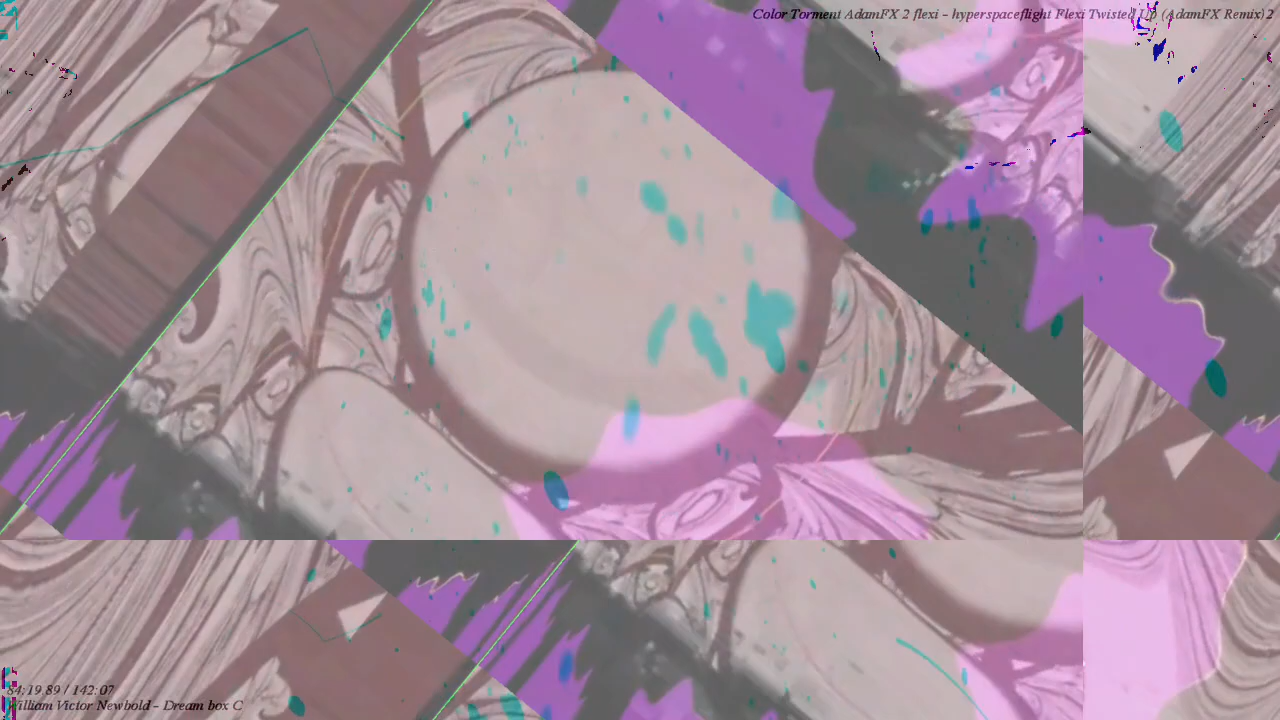 Color Torment AdamFX 2 flexi - hyperspaceflight Flexi Twisted Up (AdamFX Remix) 2
84:19.89 / 142:07
William Victor Newbold - Dream box C